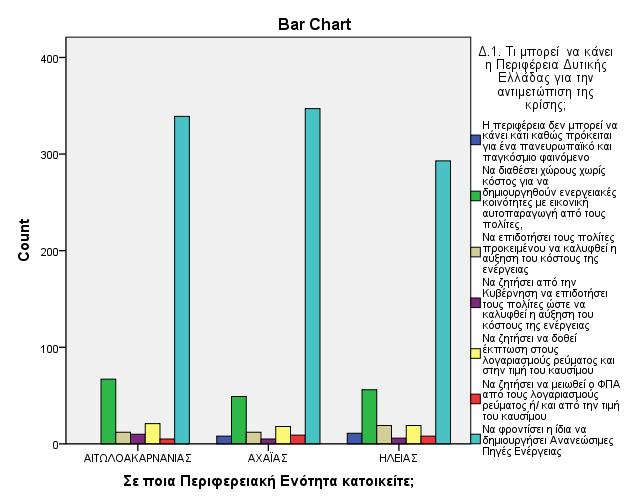 Bar Chart
400
300
200
100
0
Count
ΑΙΤΩΛΟΑΚΑΡΝΑΝΙΑΣ
ΑΧΑΪΑΣ
ΗΛΕΙΑΣ
Σε ποια Περιφερειακή Ενότητα κατοικείτε;
Δ.1. Τι μπορεί να κάνει
η Περιφέρεια Δυτικής
Ελλάδας για την
αντιμετώπιση της
κρίσης;
Η περιφέρεια δεν μπορεί να
κάνει κάτι καθώς πρόκειται
για ένα πανευρωπαϊκό και
παγκόσμιο φαινόμενο
Να διαθέσει χώρους χωρίς
κόστος για να
δημιουργηθούν ενεργειακές
κοινότητες με εικονική
αυτοπαραγωγή από τους
πολίτες,
Να επιδοτήσει τους πολίτες
προκειμένου να καλυφθεί η
αύξηση του κόστους της
ενέργειας
Να ζητήσει από την
Κυβέρνηση να επιδοτήσει
τους πολίτες ώστε να
καλυφθεί η αύξηση του
κόστους της ενέργειας
Να ζητήσει να δοθεί
έκπτωση στους
λογαριασμούς ρεύματος και
στην τιμή του καυσίμου
Να ζητήσει να μειωθεί ο ΦΠΑ
από τους λογαριασμούς
ρεύματος ή/ και από την τιμή
του καυσίμου
Να φροντίσει η ίδια να
δημιουργήσει Ανανεώσιμες
Πηγές Ενέργειας